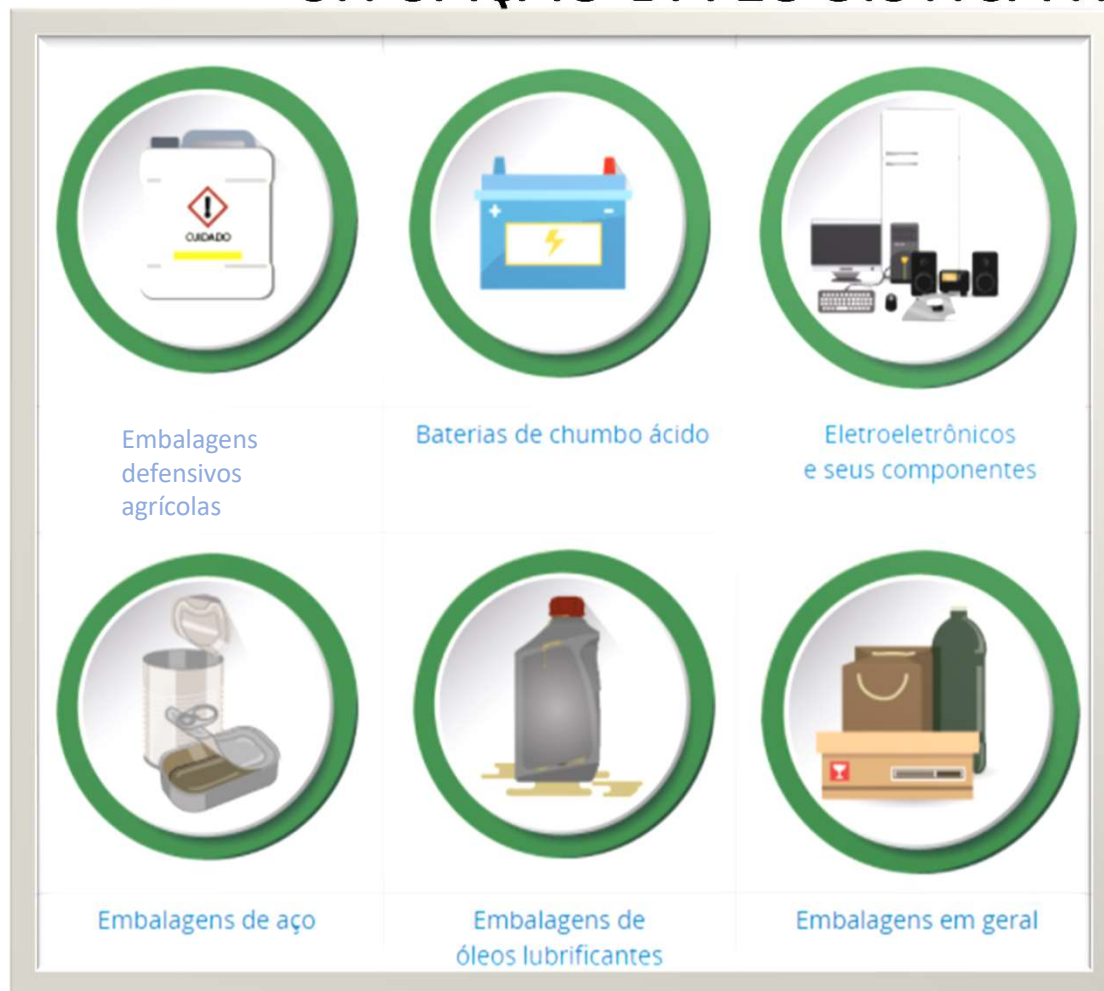 CUIDADO
+
-
Embalagens
defensivos
agrícolas
Baterias de chumbo ácido
Eletroeletrônicos
e seus componentes
Embalagens de aço
Embalagens de
óleos lubrificantes
Embalagens em geral